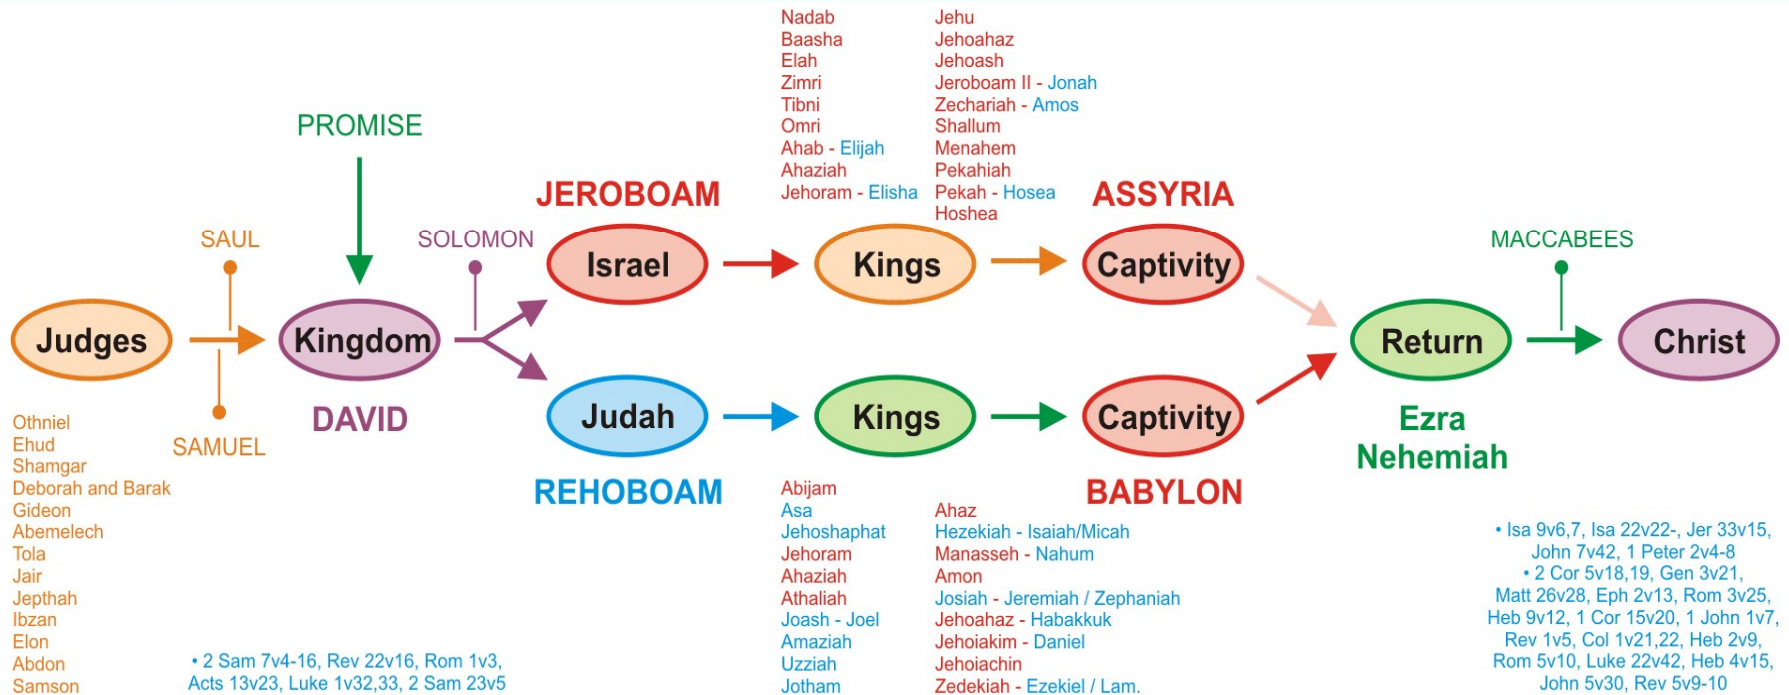 Nadab
Baasha
Elah
Zimri
Tibni
Omri
Ahab - Elijah
Ahaziah
Jehoram - Elisha
Jehu
Jehoahaz
Jehoash
Jeroboam II - Jonah
Zechariah - Amos
Shallum
Menahem
Pekahiah
Pekah - Hosea
Hoshea
PROMISE
JEROBOAM
ASSYRIA
SAUL
SOLOMON
MACCABEES
Israel
Kings
Captivity
Judges
Kingdom
Return
Christ
DAVID
SAMUEL
Judah
Kings
Captivity
Ezra
Nehemiah
REHOBOAM
BABYLON
Othniel
Ehud
Shamgar
Deborah and Barak
Gideon
Abemelech
Tola
Jair
Jepthah
Ibzan
Elon
Abdon
Samson
• 2 Sam 7v4-16, Rev 22v16, Rom 1v3,
Acts 13v23, Luke 1v32,33, 2 Sam 23v5
Abijam
Asa
Jehoshaphat
Jehoram
Ahaziah
Athaliah
Joash - Joel
Amaziah
Uzziah
Jotham
Ahaz
Hezekiah - Isaiah/Micah
Manasseh - Nahum
Amon
Josiah - Jeremiah / Zephaniah
Jehoahaz - Habakkuk
Jehoiakim - Daniel
Jehoiachin
Zedekiah - Ezekiel / Lam.
• Isa 9v6,7, Isa 22v22-, Jer 33v15,
John 7v42, 1 Peter 2v4-8
• 2 Cor 5v18,19, Gen 3v21,
Matt 26v28, Eph 2v13, Rom 3v25,
Heb 9v12, 1 Cor 15v20, 1 John 1v7,
Rev 1v5, Col 1v21,22, Heb 2v9,
Rom 5v10, Luke 22v42, Heb 4v15,
John 5v30, Rev 5v9-10